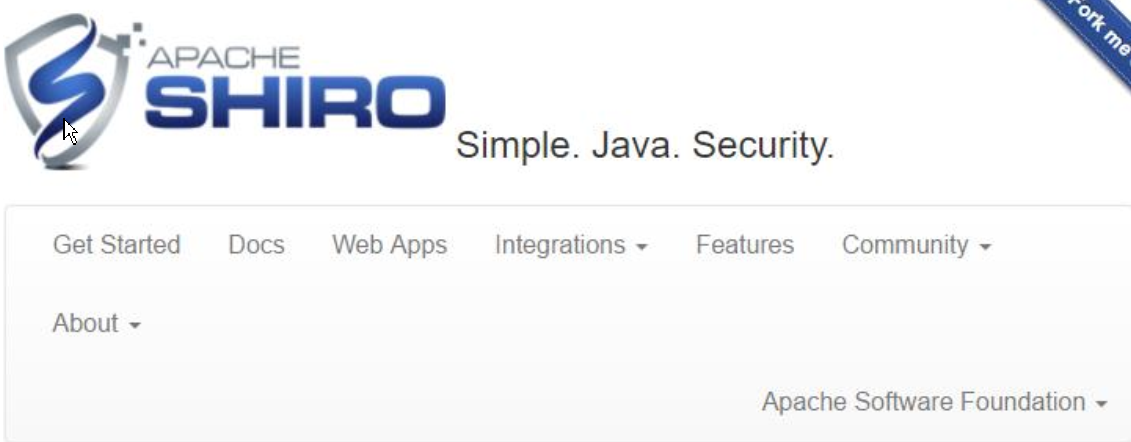 Fork me
APACHE
SHIRO
Simple. Java. Security.
Get Started Docs Web Apps Integrations Features Community
About
Apache Software Foundation